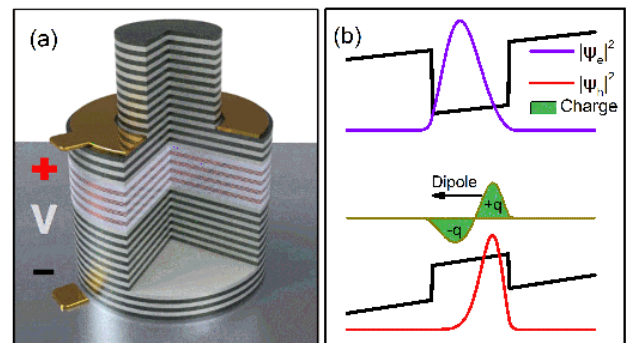 (a)
+
V
-
(b)
|Ψₑ|²
|Ψₕ|²
Charge
Dipole
+q
-q